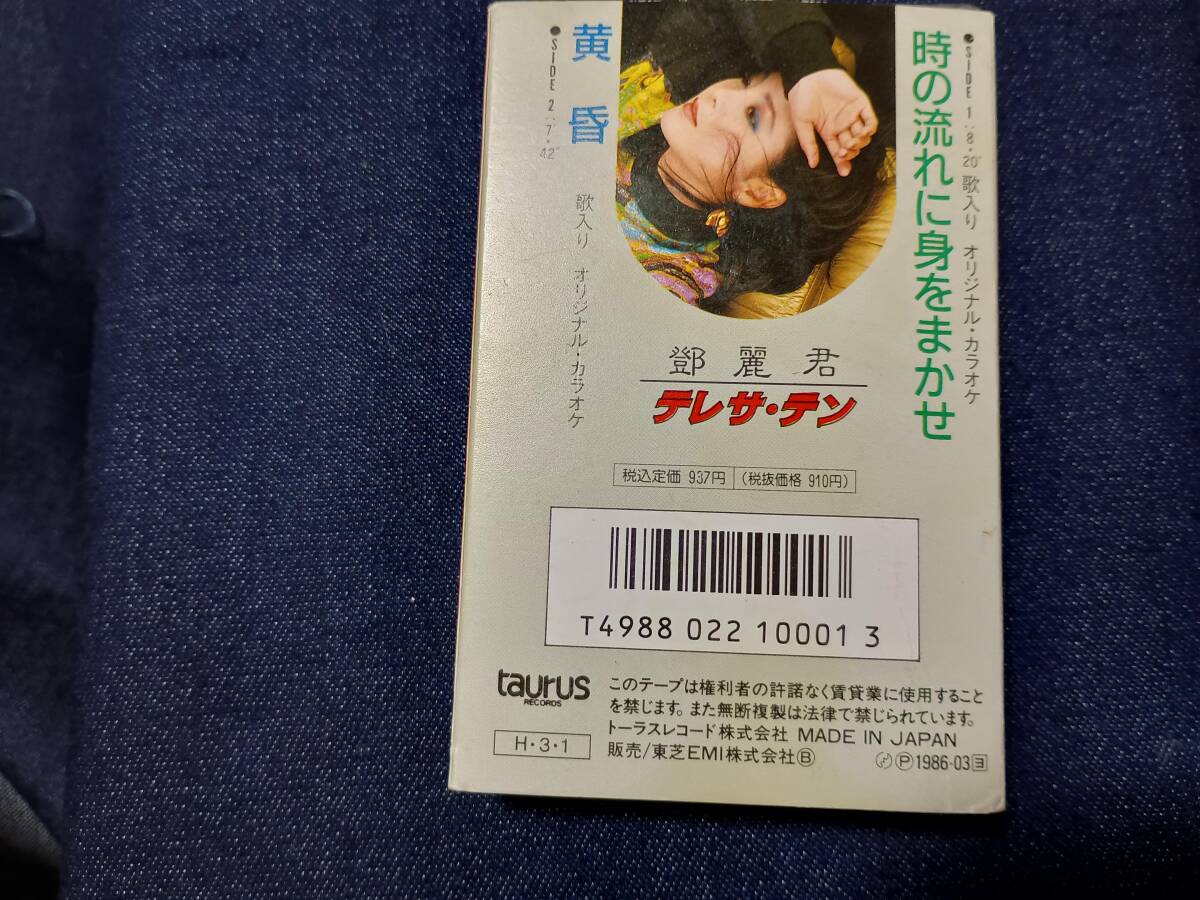 ●SIDE 1::8・20″ 歌入り オリジナル・カラオケ
時の流れに身をまかせ
黄昏
●SIDE 2::7・42″
歌入り オリジナル・カラオケ
鄧麗君
テレサ・テン
税込定価 937円 (税抜価格 910円)
T4988 022 10001 3
taurus
RECORDS
H・3・1
このテープは権利者の許諾なく賃貸業に使用すること
を禁じます。また無断複製は法律で禁じられています。
トーラスレコード株式会社 MADE IN JAPAN
販売/東芝EMI株式会社Ⓑ Ⓟ1986・03ヨ